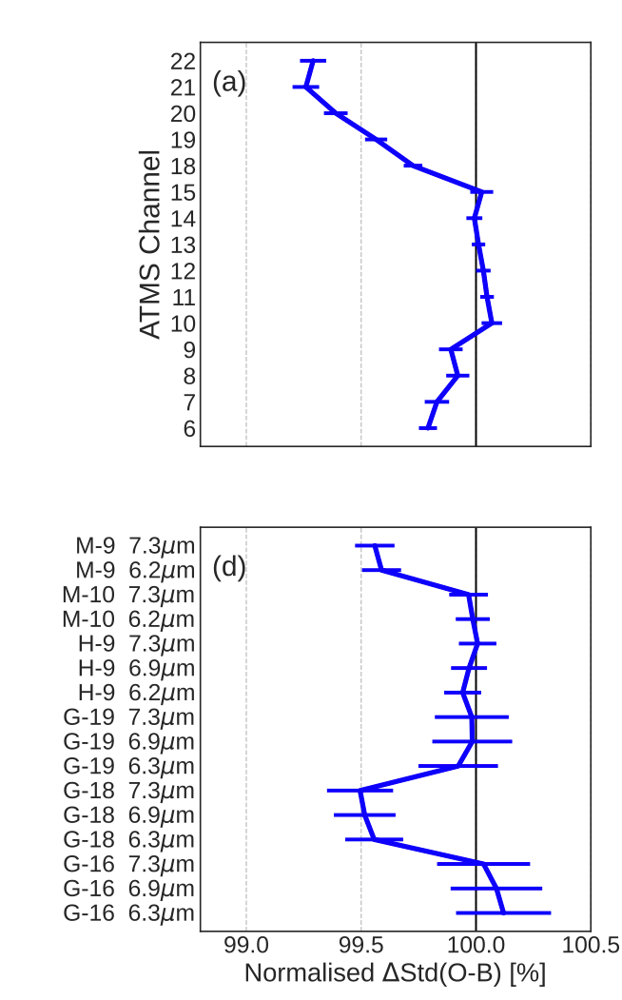 (a)
ATMS Channel
22
21
20
19
18
15
14
13
12
11
10
9
8
7
6
(d)
M-9 7.3μm
M-9 6.2μm
M-10 7.3μm
M-10 6.2μm
H-9 7.3μm
H-9 6.9μm
H-9 6.2μm
G-19 7.3μm
G-19 6.9μm
G-19 6.3μm
G-18 7.3μm
G-18 6.9μm
G-18 6.3μm
G-16 7.3μm
G-16 6.9μm
G-16 6.3μm
99.0 99.5 100.0 100.5
Normalised ΔStd(O-B) [%]